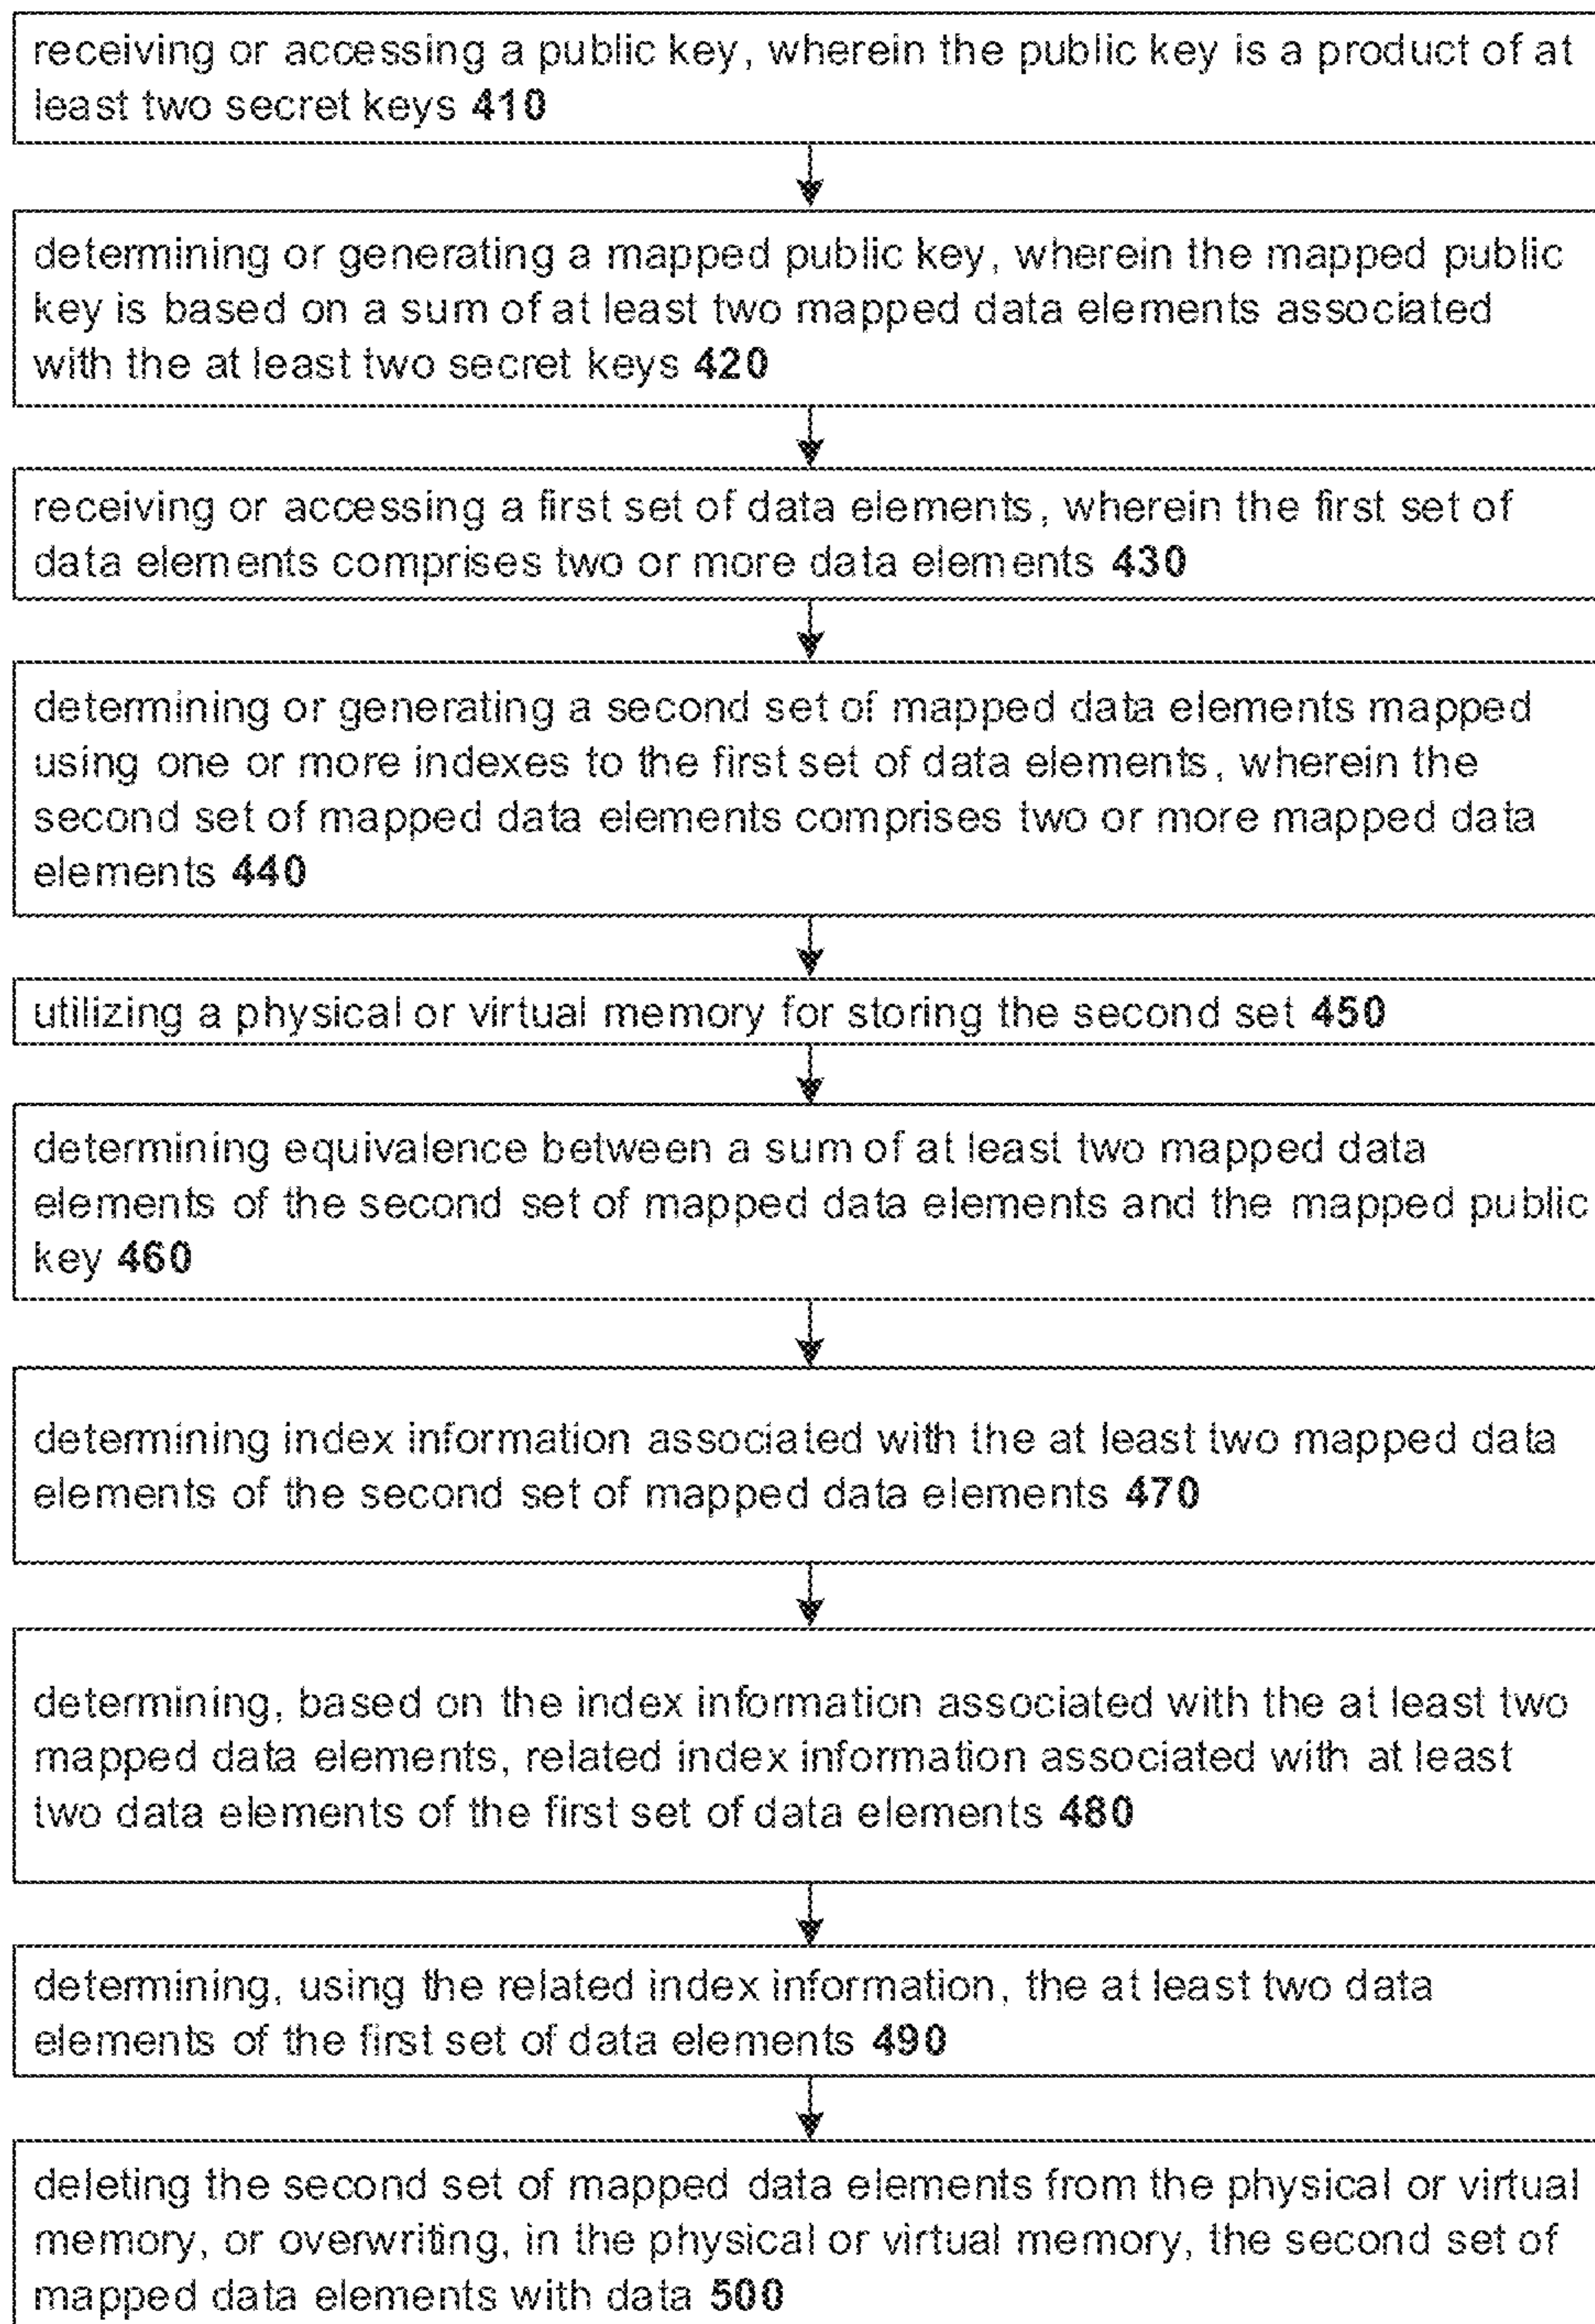 receiving or accessing a public key, wherein the public key is a product of at
least two secret keys 410
determining or generating a mapped public key, wherein the mapped public
key is based on a sum of at least two mapped data elements associated
with the at least two secret keys 420
receiving or accessing a first set of data elements, wherein the first set of
data elements comprises two or more data elements 430
determining or generating a second set of mapped data elements mapped
using one or more indexes to the first set of data elements, wherein the
second set of mapped data elements comprises two or more mapped data
elements 440
utilizing a physical or virtual memory for storing the second set 450
determining equivalence between a sum of at least two mapped data
elements of the second set of mapped data elements and the mapped public
key 460
determining index information associated with the at least two mapped data
elements of the second set of mapped data elements 470
determining, based on the index information associated with the at least two
mapped data elements, related index information associated with at least
two data elements of the first set of data elements 480
determining, using the related index information, the at least two data
elements of the first set of data elements 490
deleting the second set of mapped data elements from the physical or virtual
memory, or overwriting, in the physical or virtual memory, the second set of
mapped data elements with data 500